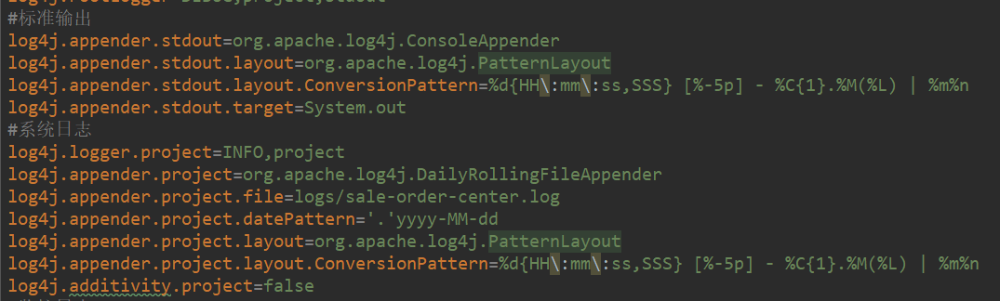 #标准输出
log4j.appender.stdout=org.apache.log4j.ConsoleAppender
log4j.appender.stdout.layout=org.apache.log4j.PatternLayout
log4j.appender.stdout.layout.ConversionPattern=%d{HH\:mm\:ss,SSS} [%-5p] - %C{1}.%M(%L) | %m%n
log4j.appender.stdout.target=System.out
#系统日志
log4j.logger.project=INFO,project
log4j.appender.project=org.apache.log4j.DailyRollingFileAppender
log4j.appender.project.file=logs/sale-order-center.log
log4j.appender.project.datePattern='.'yyyy-MM-dd
log4j.appender.project.layout=org.apache.log4j.PatternLayout
log4j.appender.project.layout.ConversionPattern=%d{HH\:mm\:ss,SSS} [%-5p] - %C{1}.%M(%L) | %m%n
log4j.additivity.project=false